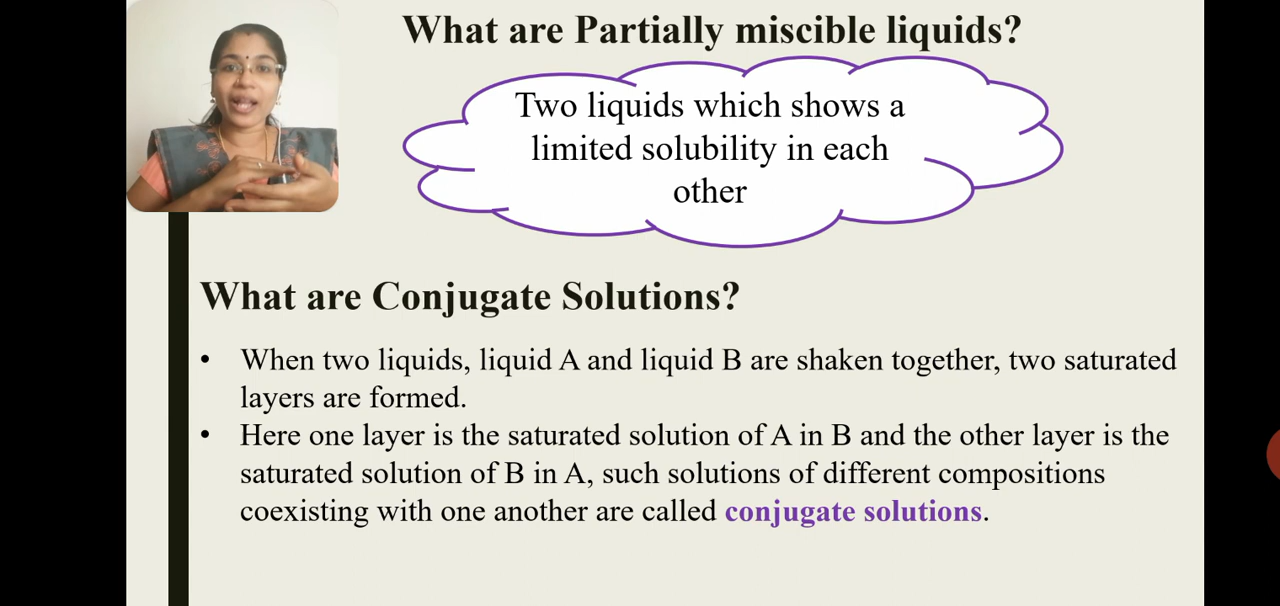 What are Partially miscible liquids?
Two liquids which shows a
limited solubility in each
other
What are Conjugate Solutions?
• When two liquids, liquid A and liquid B are shaken together, two saturated
layers are formed.
• Here one layer is the saturated solution of A in B and the other layer is the
saturated solution of B in A, such solutions of different compositions
coexisting with one another are called conjugate solutions.